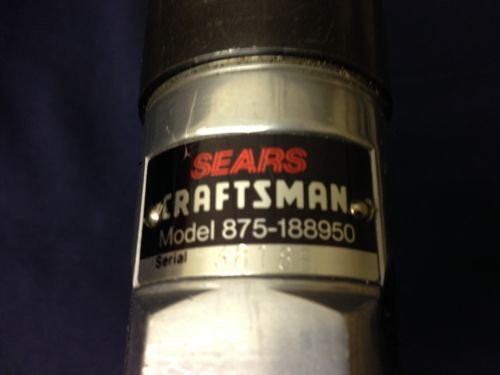 SEARS
CRAFTSMAN
Model 875-188950
Serial